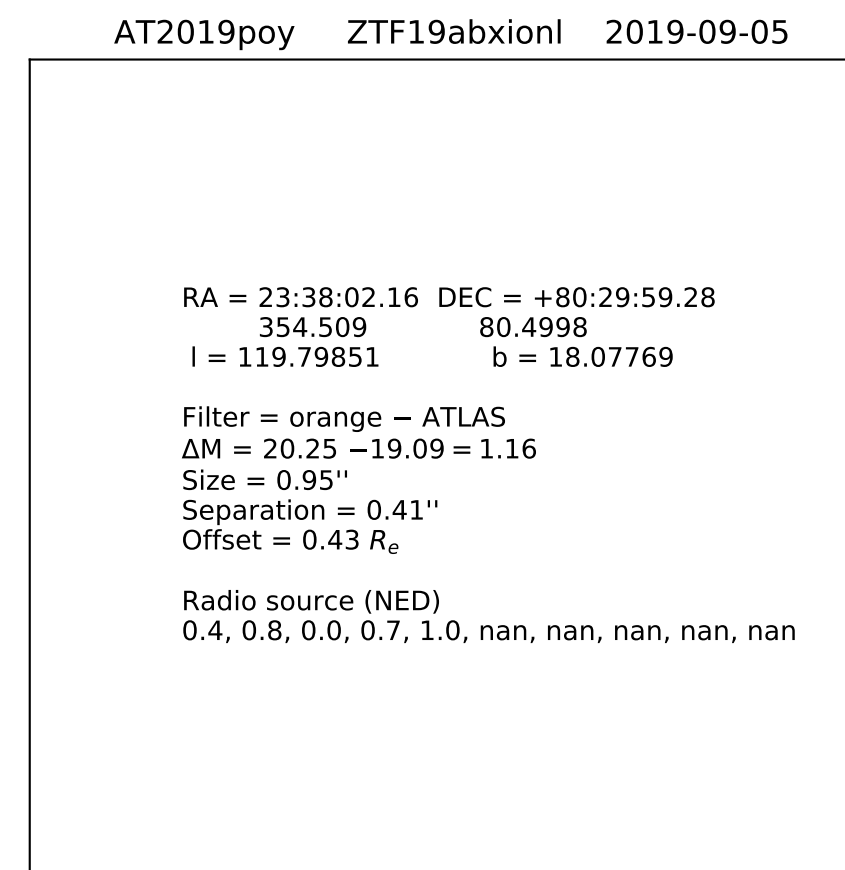 AT2019poy ZTF19abxionl 2019-09-05
RA = 23:38:02.16 DEC = +80:29:59.28
354.509 80.4998
l = 119.79851 b = 18.07769
Filter = orange − ATLAS
ΔM = 20.25 −19.09 = 1.16
Size = 0.95''
Separation = 0.41''
Offset = 0.43 Rₑ
Radio source (NED)
0.4, 0.8, 0.0, 0.7, 1.0, nan, nan, nan, nan, nan